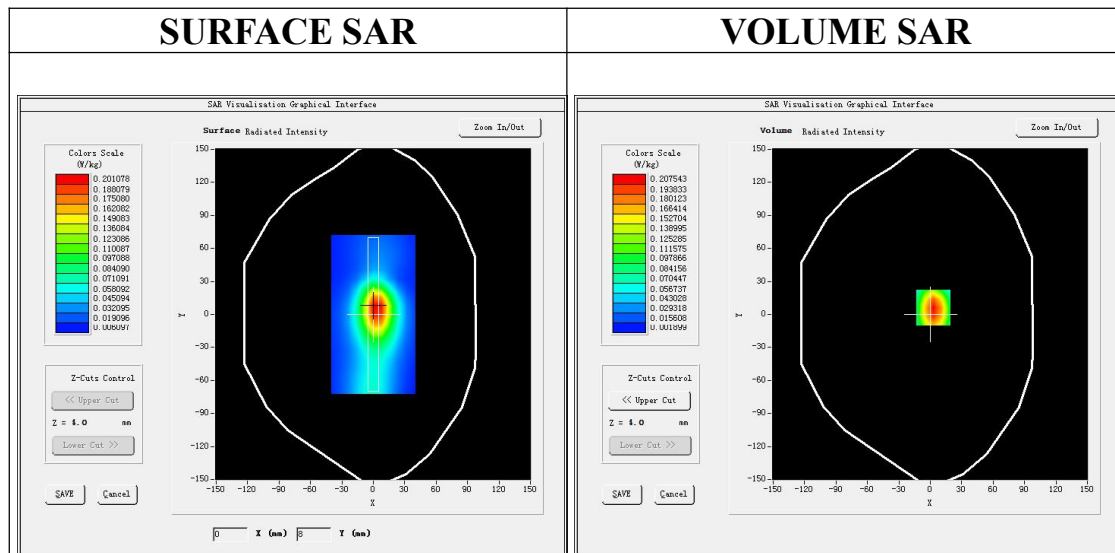 SURFACE SAR
VOLUME SAR
SAR Visualisation Graphical Interface
Surface Radiated Intensity
Zoom In/Out
Colors Scale
(W/kg)
0.201078
0.188079
0.175080
0.162082
0.149083
0.136084
0.123086
0.110087
0.097088
0.084090
0.071091
0.058092
0.045094
0.032095
0.019096
0.006097
150
120
90
60
30
0
-30
-60
-90
-120
-150
Y
-150 -120 -90 -60 -30 0 30 60 90 120 150
X
Z-Cuts Control
<< Upper Cut
Z = 4.0 mm
Lower Cut >>
SAVE Cancel
0 X (mm) 8 Y (mm)
SAR Visualisation Graphical Interface
Volume Radiated Intensity
Zoom In/Out
Colors Scale
(W/kg)
0.207543
0.193833
0.180123
0.166414
0.152704
0.138995
0.125285
0.111575
0.097866
0.084156
0.070447
0.056737
0.043028
0.029318
0.015608
0.001899
150
120
90
60
30
0
-30
-60
-90
-120
-150
Y
-150 -120 -90 -60 -30 0 30 60 90 120 150
X
Z-Cuts Control
<< Upper Cut
Z = 4.0 mm
Lower Cut >>
SAVE Cancel